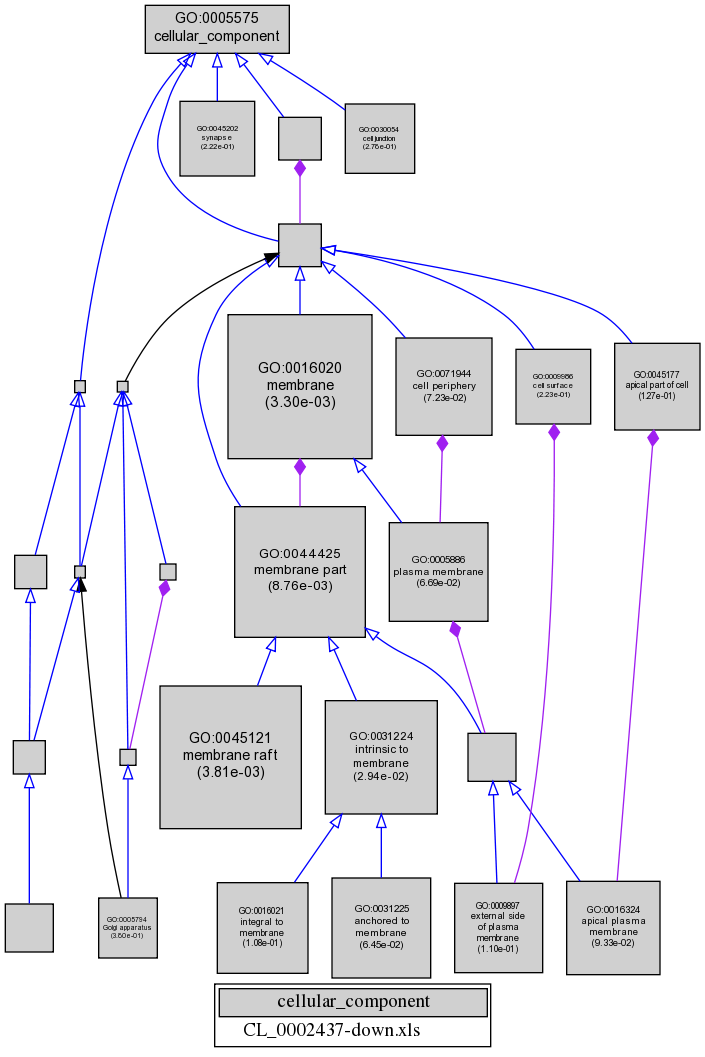 GO:0005575
cellular_component
GO:0045202
synapse
(2.22e-01)
GO:0030054
cell junction
(2.76e-01)
GO:0016020
membrane
(3.30e-03)
GO:0071944
cell periphery
(7.23e-02)
GO:0009986
cell surface
(2.23e-01)
GO:0045177
apical part of cell
(1.27e-01)
GO:0044425
membrane part
(8.76e-03)
GO:0005886
plasma membrane
(6.69e-02)
GO:0045121
membrane raft
(3.81e-03)
GO:0031224
intrinsic to
membrane
(2.94e-02)
GO:0005794
Golgi apparatus
(3.80e-01)
GO:0016021
integral to
membrane
(1.08e-01)
GO:0031225
anchored to
membrane
(6.45e-02)
GO:0009897
external side
of plasma
membrane
(1.10e-01)
GO:0016324
apical plasma
membrane
(9.33e-02)
cellular_component
CL_0002437-down.xls